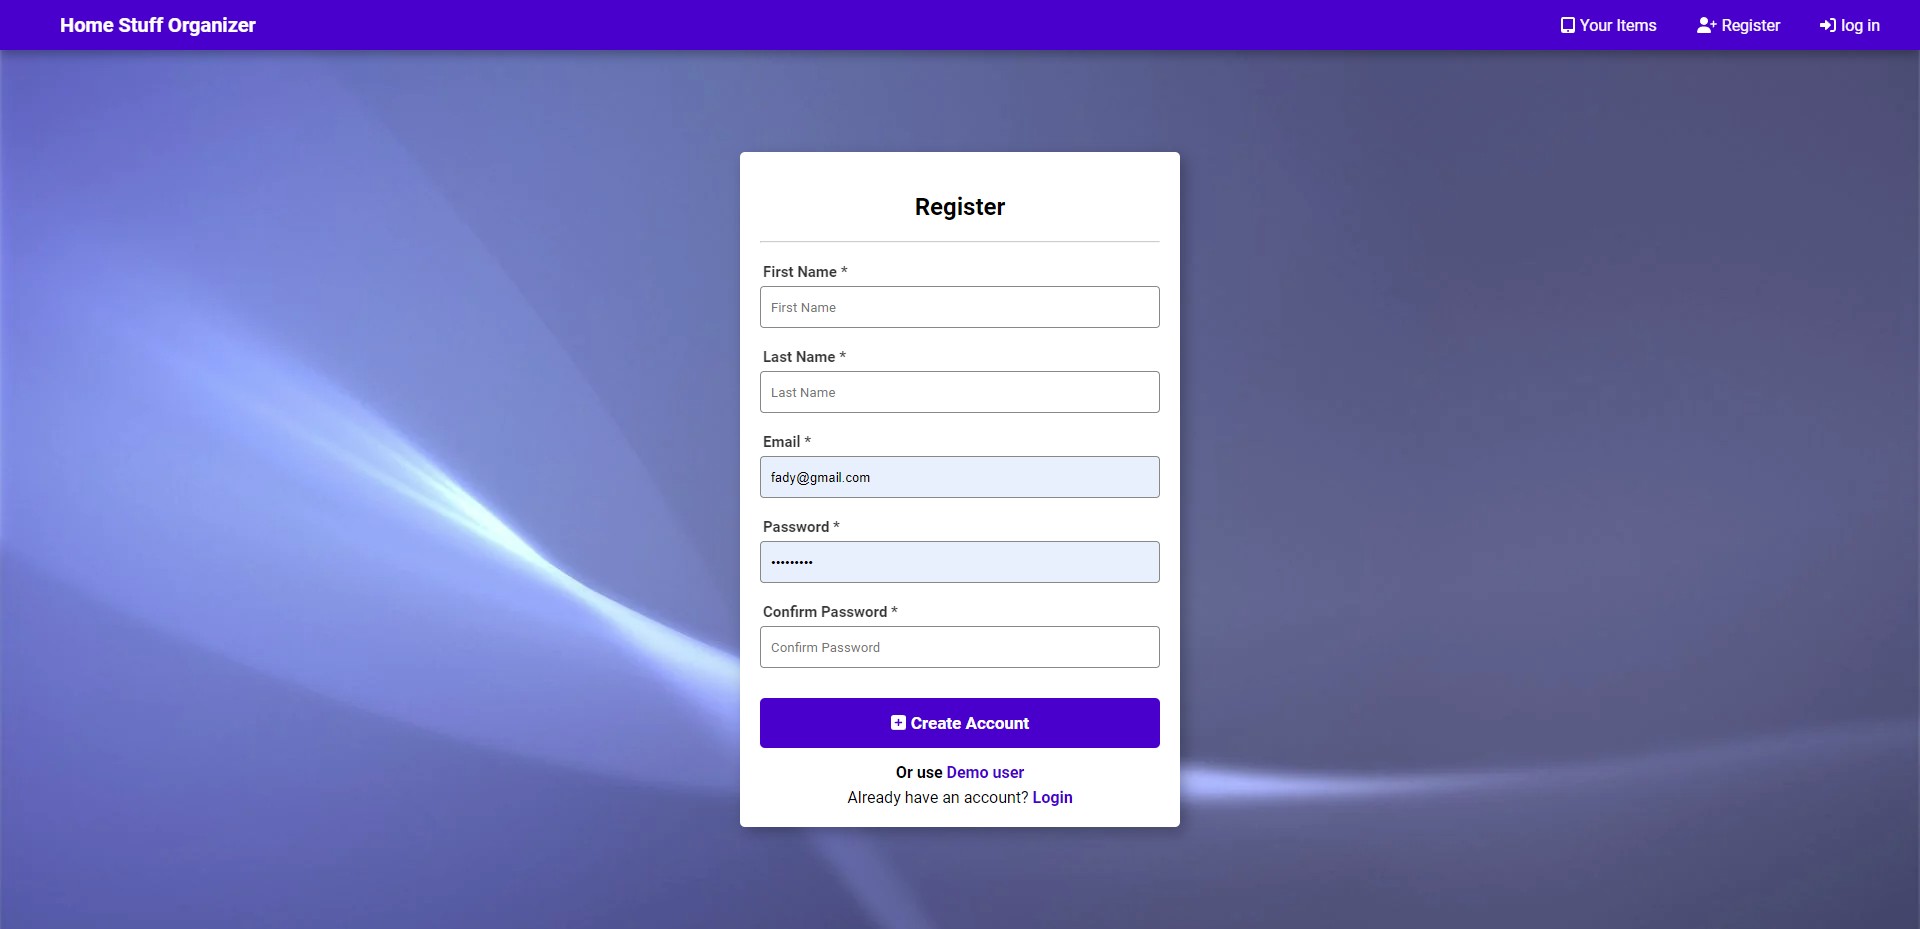 Home Stuff Organizer
Your Items
Register
log in
Register
First Name *
First Name
Last Name *
Last Name
Email *
fady@gmail.com
Password *
•••••••••
Confirm Password *
Confirm Password
Create Account
Or use Demo user
Already have an account? Login